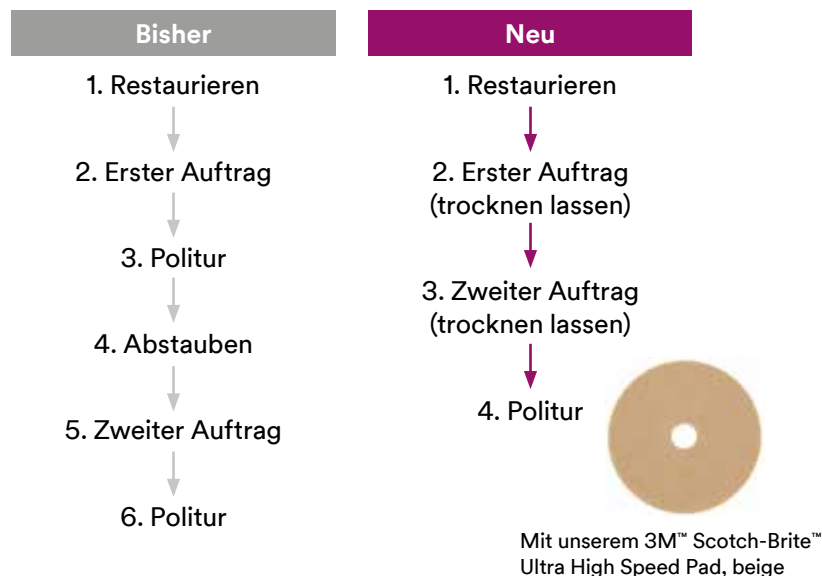 Bisher
1. Restaurieren
2. Erster Auftrag
3. Politur
4. Abstauben
5. Zweiter Auftrag
6. Politur
Neu
1. Restaurieren
2. Erster Auftrag
(trocknen lassen)
3. Zweiter Auftrag
(trocknen lassen)
4. Politur
Mit unserem 3M™ Scotch-Brite™
Ultra High Speed Pad, beige